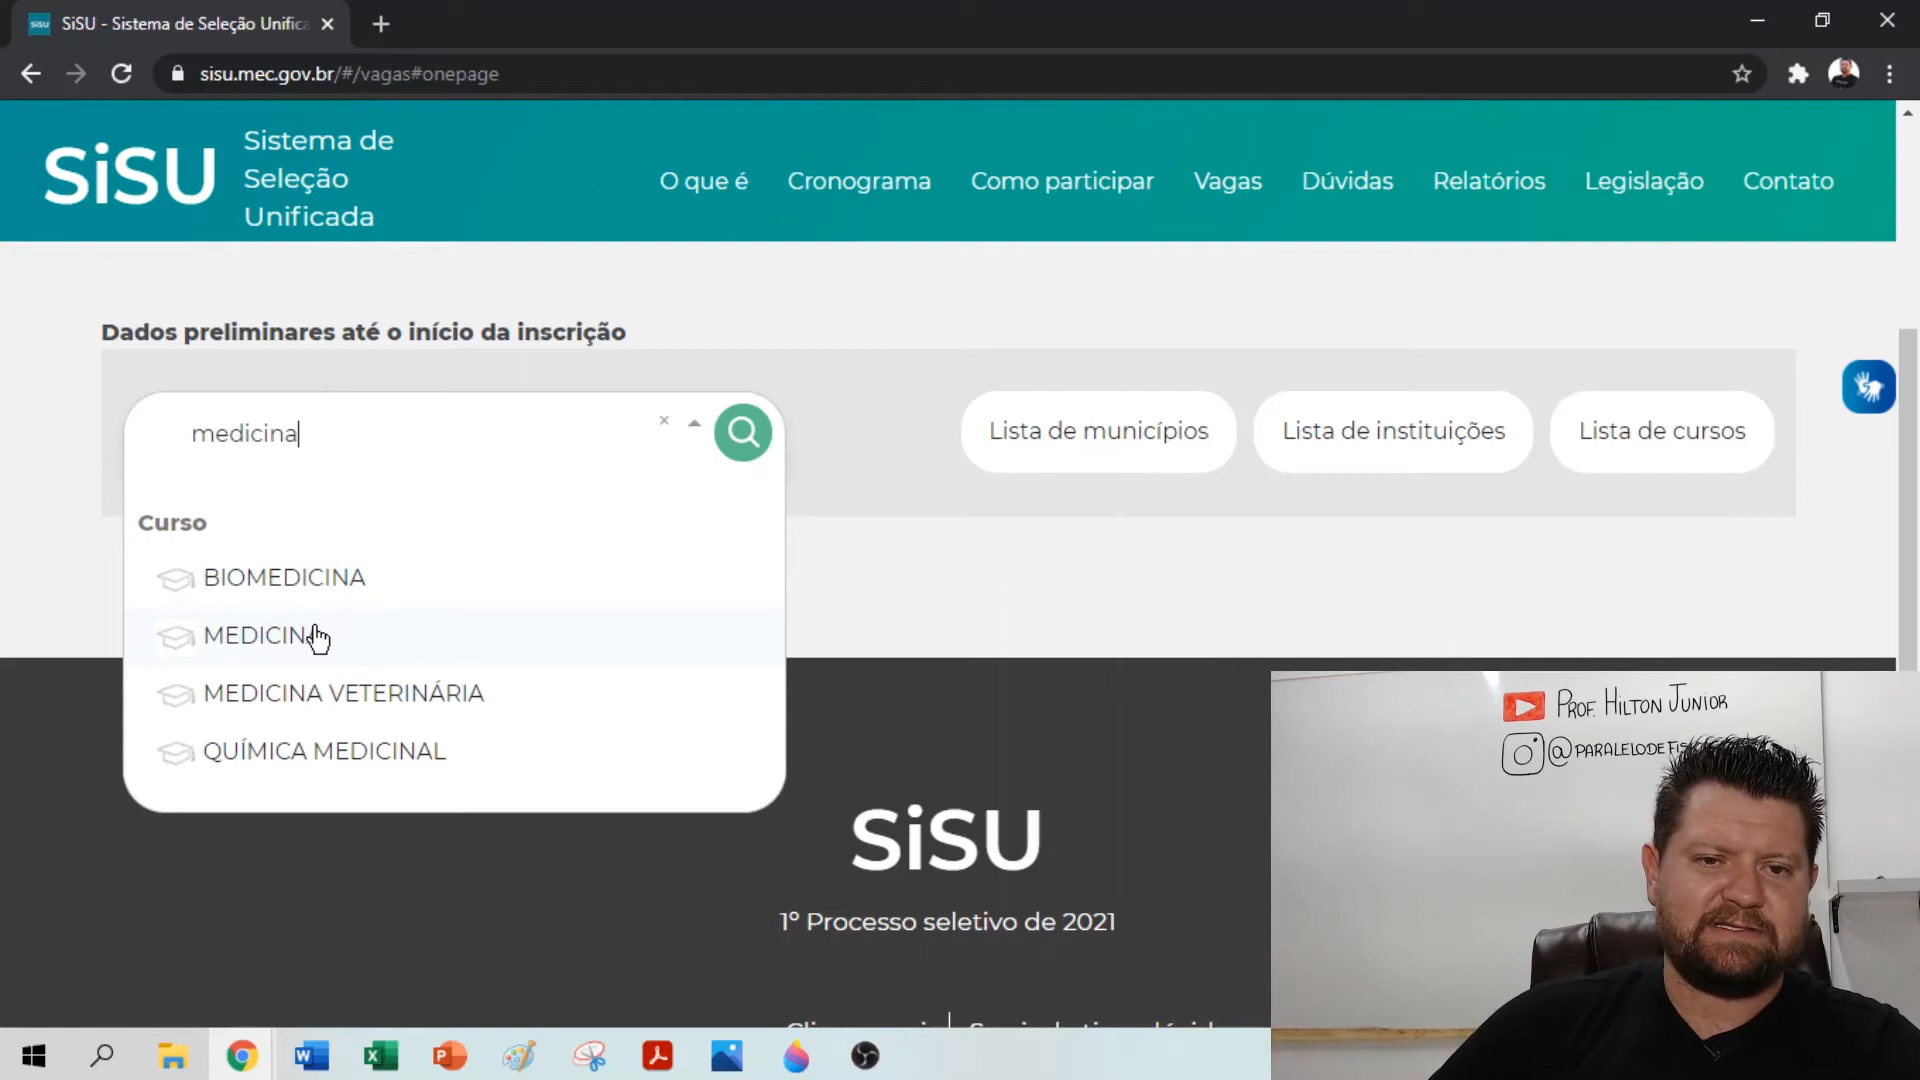 SiSU - Sistema de Seleção Unific
sisu.mec.gov.br/#/vagas#onepage
SiSU
Sistema de
Seleção
Unificada
O que é
Cronograma
Como participar
Vagas
Dúvidas
Relatórios
Legislação
Contato
Dados preliminares até o início da inscrição
medicina
Lista de municípios
Lista de instituições
Lista de cursos
Curso
BIOMEDICINA
MEDICINA
MEDICINA VETERINÁRIA
QUÍMICA MEDICINAL
PROF. HILTON JUNIOR
@PARALELODEFIS
SiSU
1º Processo seletivo de 2021